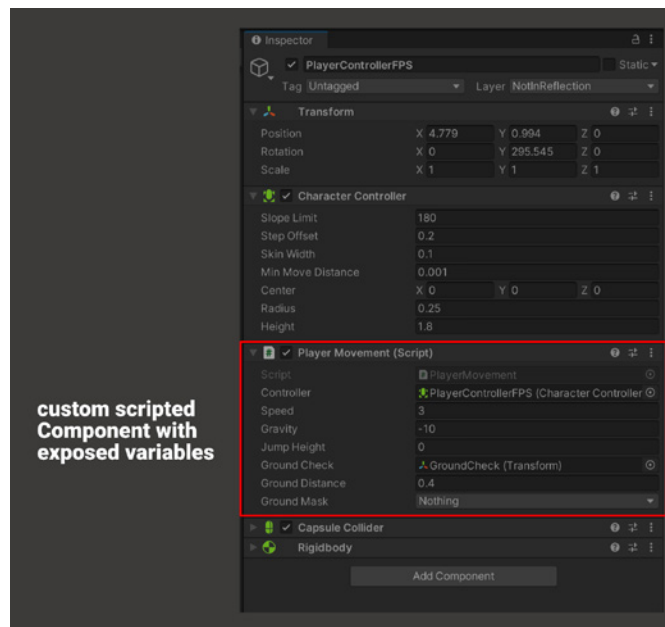 Inspector
PlayerControllerFPS Static
Tag Untagged Layer NotInReflection
Transform
Position X 4.779 Y 0.994 Z 0
Rotation X 0 Y 295.545 Z 0
Scale X 1 Y 1 Z 1
Character Controller
Slope Limit 180
Step Offset 0.2
Skin Width 0.1
Min Move Distance 0.001
Center X 0 Y 0 Z 0
Radius 0.25
Height 1.8
Player Movement (Script)
Script PlayerMovement
Controller PlayerControllerFPS (Character Controller
Speed 3
Gravity -10
Jump Height 0
Ground Check GroundCheck (Transform)
Ground Distance 0.4
Ground Mask Nothing
custom scripted
Component with
exposed variables
Capsule Collider
Rigidbody
Add Component